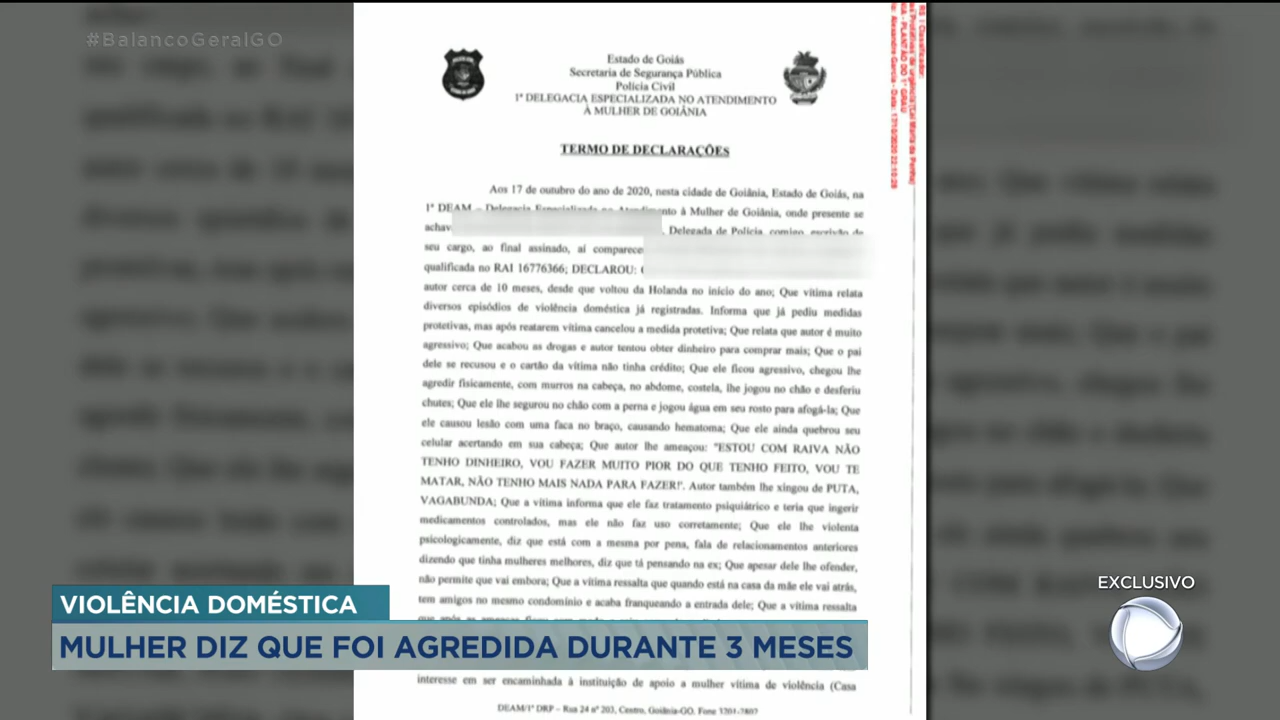 #BalancoGeralGO
Estado de Goiás
Secretaria de Segurança Pública
Polícia Civil
1ª DELEGACIA ESPECIALIZADA NO ATENDIMENTO
À MULHER DE GOIÂNIA
TERMO DE DECLARAÇÕES
Aos 17 de outubro do ano de 2020, nesta cidade de Goiânia, Estado de Goiás, na
1ª DEAM – Delegacia Especializada no Atendimento à Mulher de Goiânia, onde presente se
achav , Delegada de Polícia, comigo, escrivão de
seu cargo, ao final assinado, aí comparece
qualificada no RAI 16776366; DECLAROU:
autor cerca de 10 meses, desde que voltou da Holanda no início do ano; Que vítima relata
diversos episódios de violência doméstica já registradas. Informa que já pediu medidas
protetivas, mas após reatarem vítima cancelou a medida protetiva; Que relata que autor é muito
agressivo; Que acabou as drogas e autor tentou obter dinheiro para comprar mais; Que o pai
dele se recusou e o cartão da vítima não tinha crédito; Que ele ficou agressivo, chegou lhe
agredir fisicamente, com murros na cabeça, no abdome, costela, lhe jogou no chão e desferiu
chutes; Que ele lhe segurou no chão com a perna e jogou água em seu rosto para afogá-la; Que
ele causou lesão com uma faca no braço, causando hematoma; Que ele ainda quebrou seu
celular acertando em sua cabeça; Que autor lhe ameaçou: "ESTOU COM RAIVA NÃO
TENHO DINHEIRO, VOU FAZER MUITO PIOR DO QUE TENHO FEITO, VOU TE
MATAR, NÃO TENHO MAIS NADA PARA FAZER!'. Autor também lhe xingou de PUTA,
VAGABUNDA; Que a vítima informa que ele faz tratamento psiquiátrico e teria que ingerir
medicamentos controlados, mas ele não faz uso corretamente; Que ele lhe violenta
psicologicamente, diz que está com a mesma por pena, fala de relacionamentos anteriores
dizendo que tinha mulheres melhores, diz que tá pensando na ex; Que apesar dele lhe ofender,
não permite que vai embora; Que a vítima ressalta que quando está na casa da mãe ele vai atrás,
tem amigos no mesmo condomínio e acaba franqueando a entrada dele; Que a vítima ressalta
interesse em ser encaminhada à instituição de apoio a mulher vítima de violência (Casa
DEAM/1ª DRP – Rua 24 nº 203, Centro, Goiânia-GO. Fone 3201-2807
VIOLÊNCIA DOMÉSTICA
MULHER DIZ QUE FOI AGREDIDA DURANTE 3 MESES
EXCLUSIVO